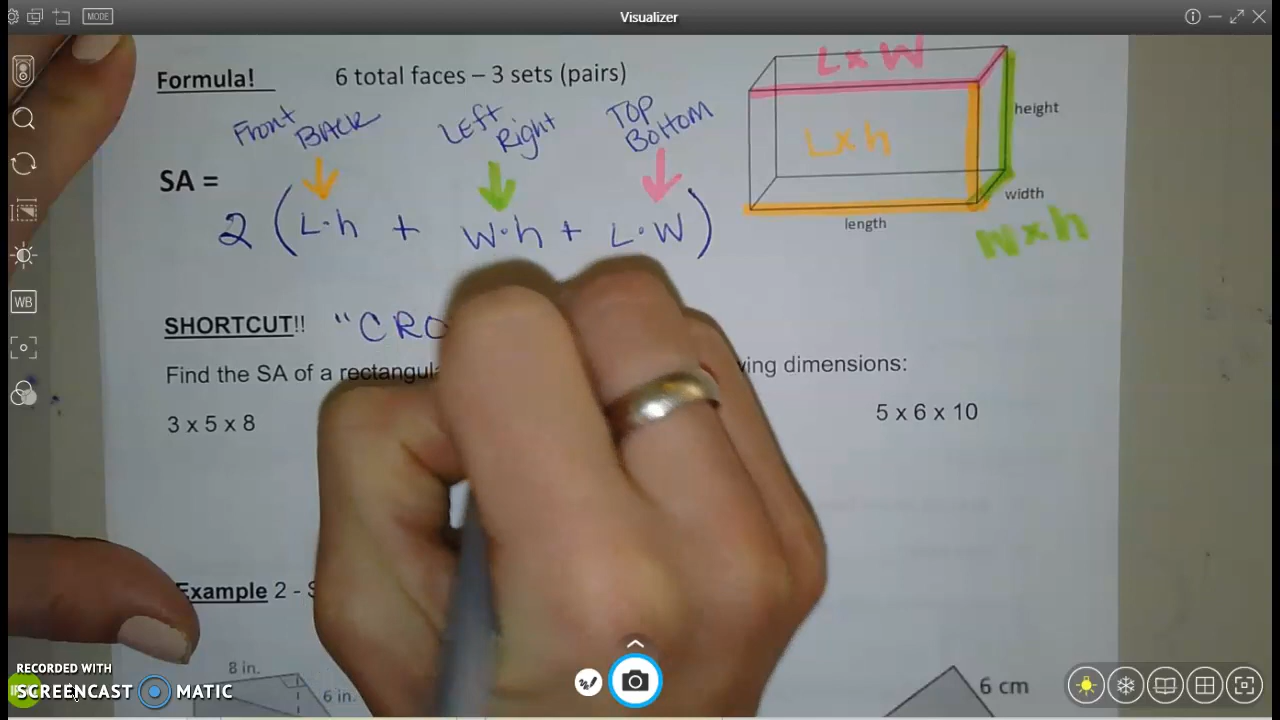 MODE
Visualizer
Formula!
6 total faces – 3 sets (pairs)
Front BACK
Left Right
TOP BOTTOM
SA =
2 (L·h + W·h + L·W)
L x W
L x h
height
width
length
W x h
SHORTCUT!!
"CRO
WB
Find the SA of a dimensions:
3 x 5 x 8
5 x 6 x 10
Example 2 -
8 in.
6 in.
6 cm
RECORDED WITH
SCREENCAST MATIC